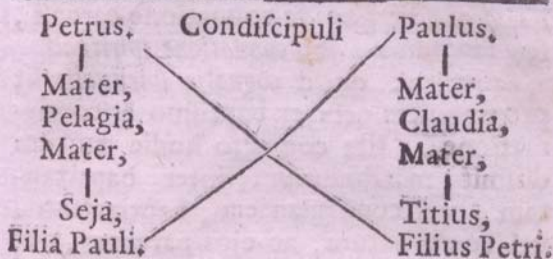 Petrus. Condiſcipuli Paulus.
Mater, Mater,
Pelagia, Claudia,
Mater, Mater,
Seja, Titius,
Filia Pauli. Filius Petri.